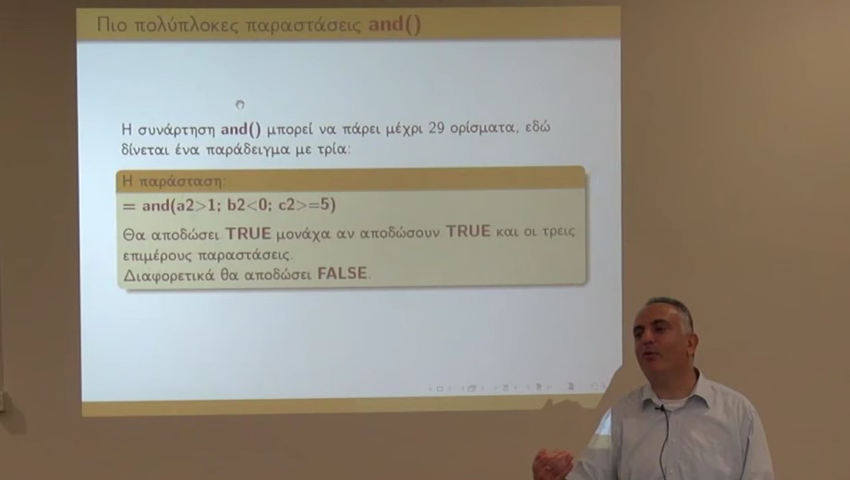 Πιο πολύπλοκες παραστάσεις and()
Η συνάρτηση and() μπορεί να πάρει μέχρι 29 ορίσματα, εδώ
δίνεται ένα παράδειγμα με τρία:
Η παράσταση:
= and(a2>1; b2<0; c2>=5)
Θα αποδώσει TRUE μονάχα αν αποδώσουν TRUE και οι τρεις
επιμέρους παραστάσεις.
Διαφορετικά θα αποδώσει FALSE.